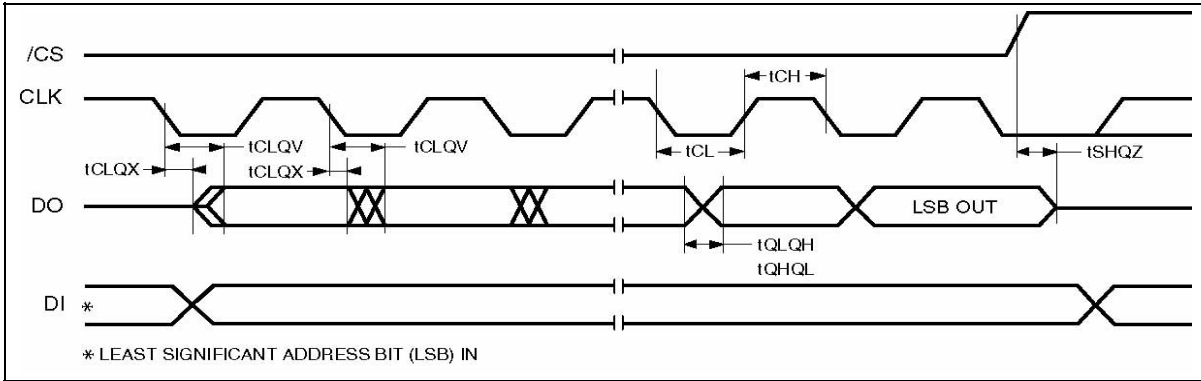 /CS
CLK
tCH
tCLQV
tCLQV
tCL
tSHQZ
tCLQX
tCLQX
DO
LSB OUT
tQLQH
tQHQL
DI *
* LEAST SIGNIFICANT ADDRESS BIT (LSB) IN